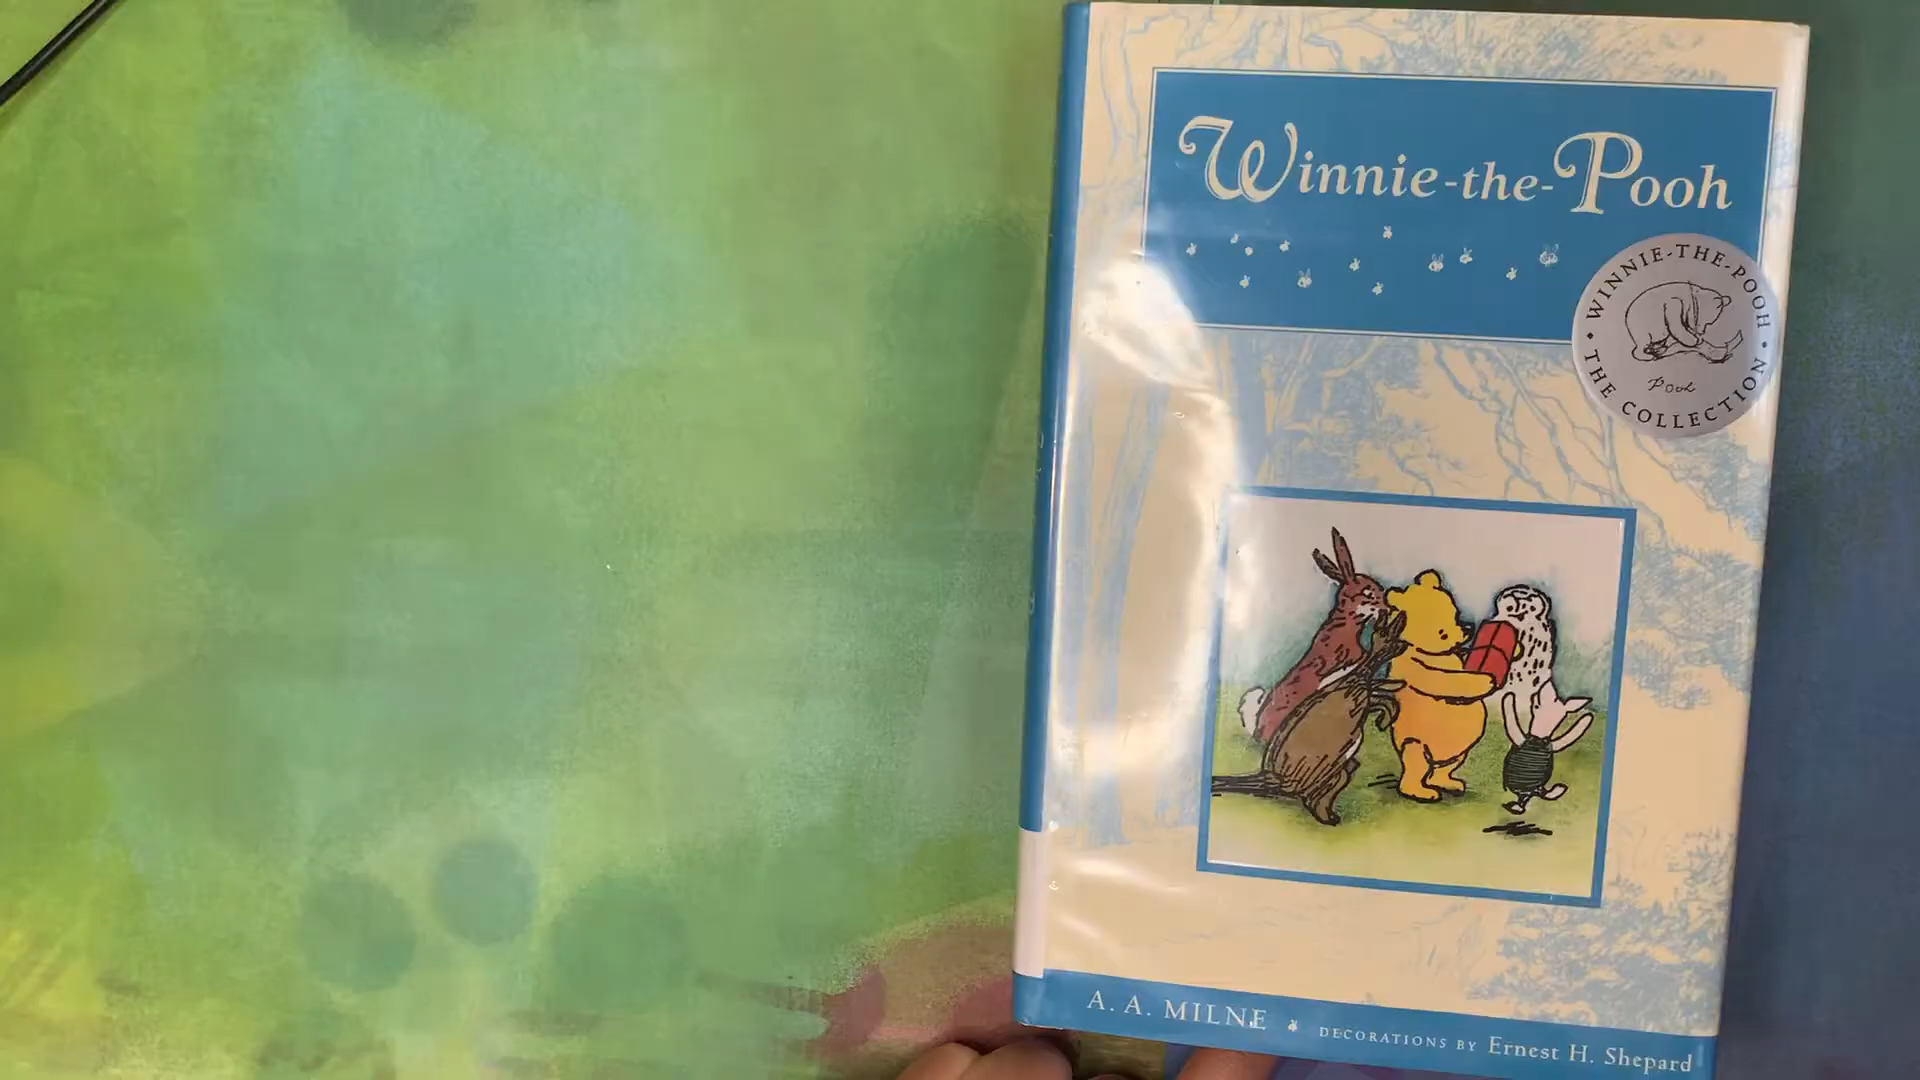 Winnie-the-Pooh
WINNIE-THE-POOH • THE COLLECTION •
Pooh
A. A. MILNE
DECORATIONS BY Ernest H. Shepard